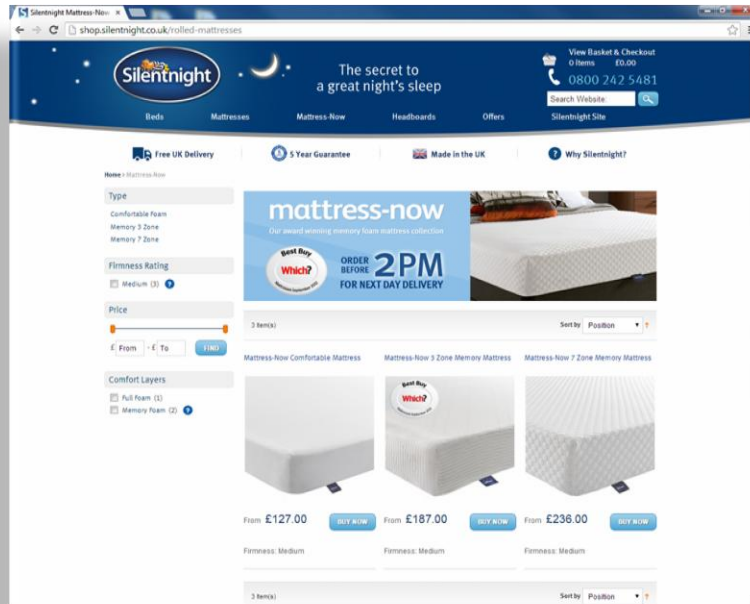 Silentnight Mattress-Now
shop.silentnight.co.uk/rolled-mattresses
Silentnight
The secret to
a great night's sleep
View Basket & Checkout
0 Items £0.00
0800 242 5481
Search Website:
Beds Mattresses Mattress-Now Headboards Offers Silentnight Site
Free UK Delivery 5 Year Guarantee Made in the UK ? Why Silentnight?
Home > Mattress-Now
Type
Comfortable Foam
Memory 3 Zone
Memory 7 Zone
Firmness Rating
Medium (3) ?
Price
£ From - £ To FIND
Comfort Layers
Full Foam (1)
Memory Foam (2) ?
mattress-now
Our award winning memory foam mattress collection
Best Buy
Which?
ORDER
BEFORE 2PM
FOR NEXT DAY DELIVERY
3 Item(s) Sort by Position
Mattress-Now Comfortable Mattress Mattress-Now 3 Zone Memory Mattress Mattress-Now 7 Zone Memory Mattress
Best Buy
Which?
From £127.00 BUY NOW From £187.00 BUY NOW From £236.00 BUY NOW
Firmness: Medium Firmness: Medium Firmness: Medium
3 Item(s) Sort by Position